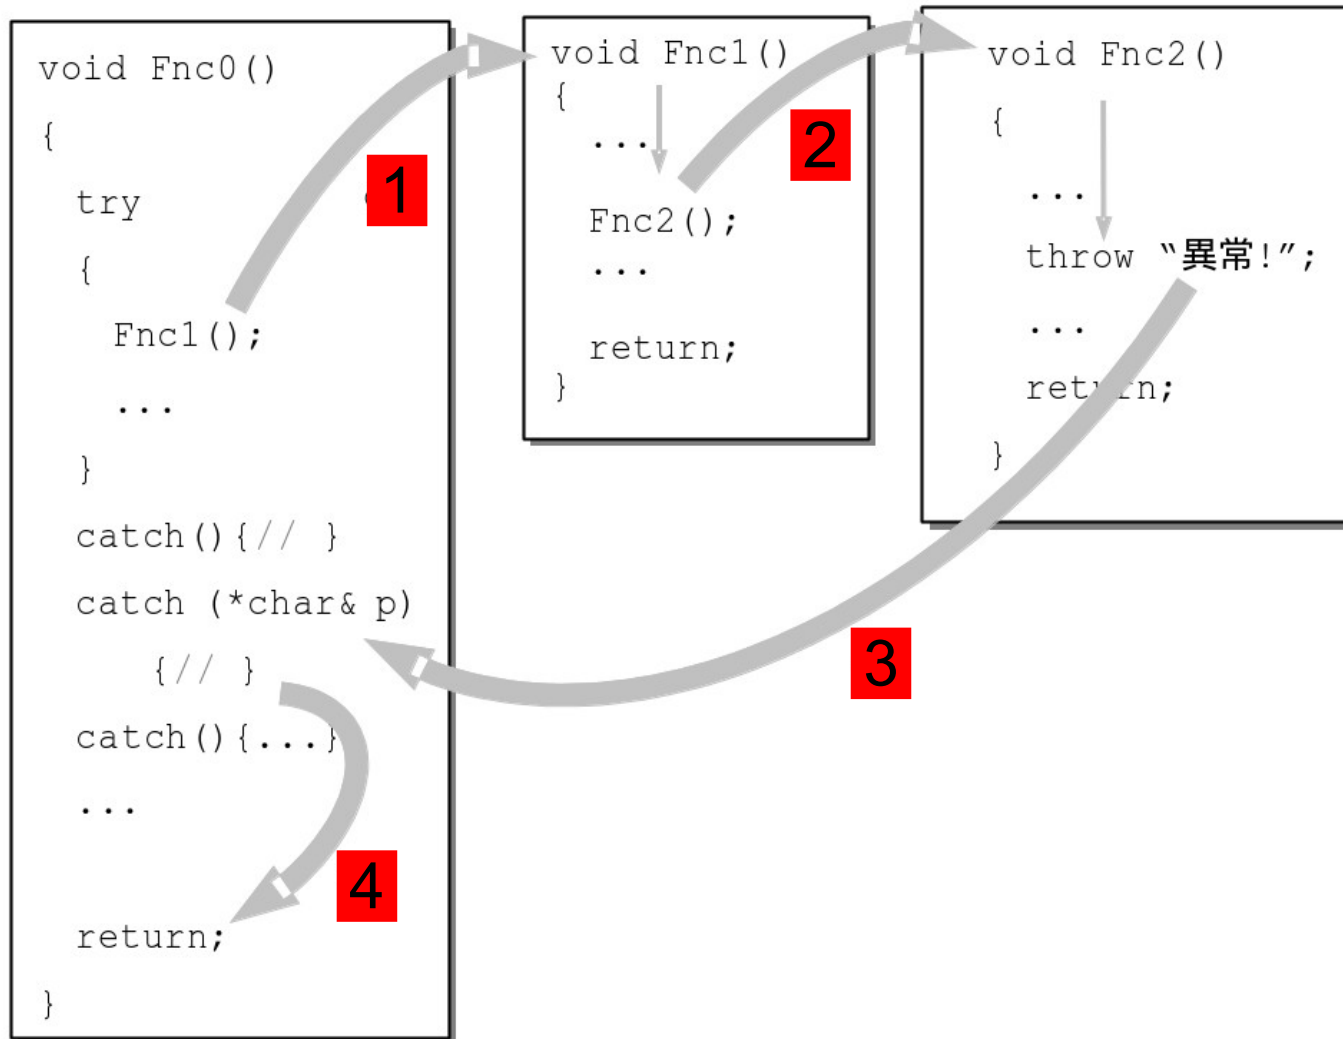 void Fnc0()
{
try
{
Fnc1();
...
}
catch(){// }
catch (*char& p)
{// }
catch(){...}
...
return;
}
1
void Fnc1()
{
...
Fnc2();
...
return;
}
2
void Fnc2()
{
...
throw “異常!”;
...
return;
}
3
4